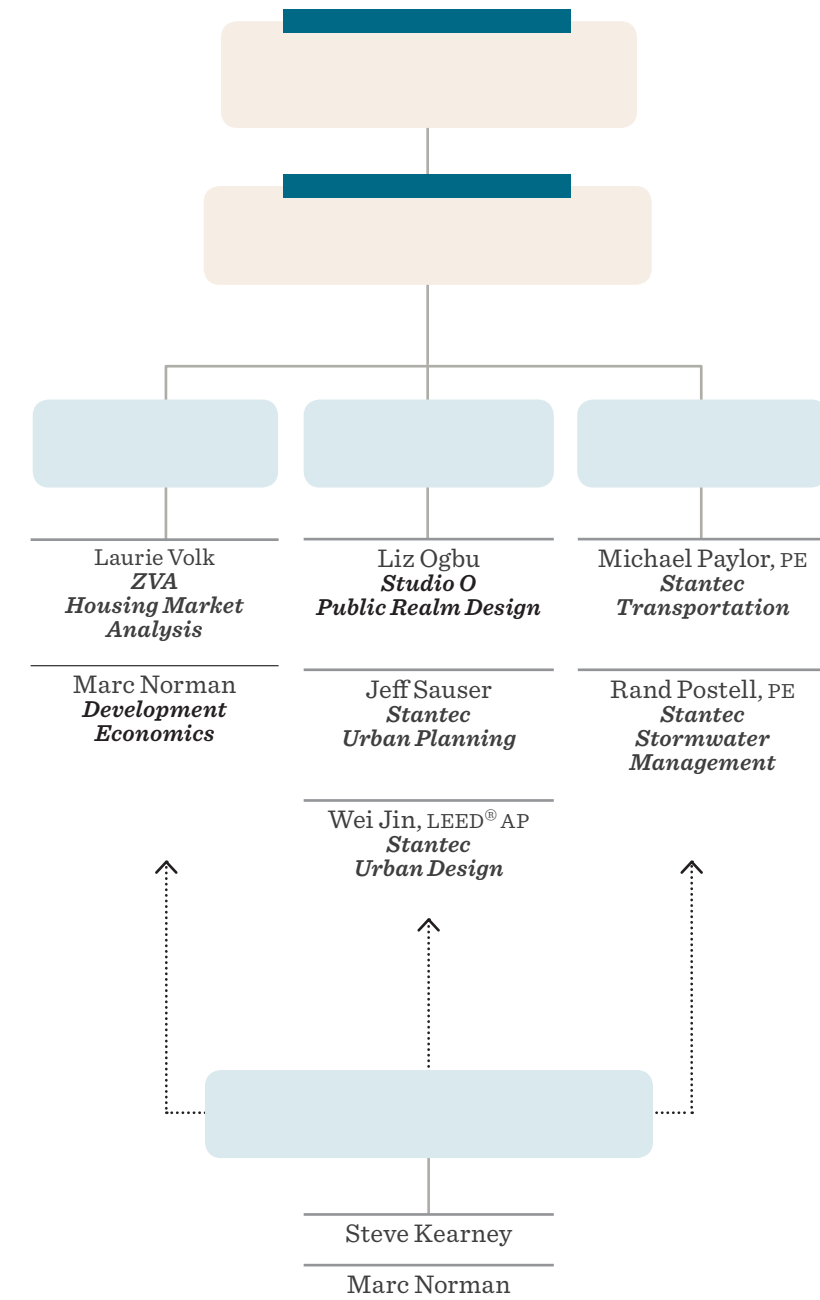 Laurie Volk
ZVA
Housing Market
Analysis
Marc Norman
Development
Economics
Liz Ogbu
Studio O
Public Realm Design
Jeff Sauser
Stantec
Urban Planning
Wei Jin, LEED® AP
Stantec
Urban Design
Michael Paylor, PE
Stantec
Transportation
Rand Postell, PE
Stantec
Stormwater
Management
Steve Kearney
Marc Norman